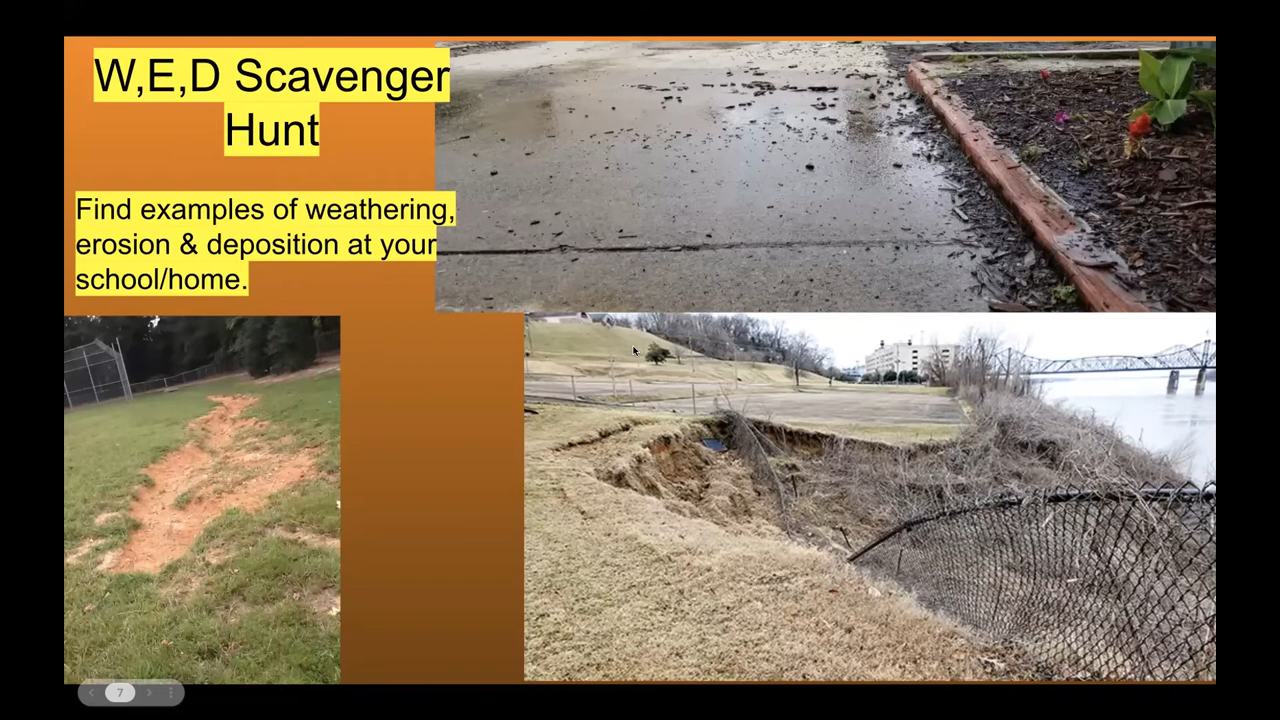 W,E,D Scavenger
Hunt
Find examples of weathering,
erosion & deposition at your
school/home.
7